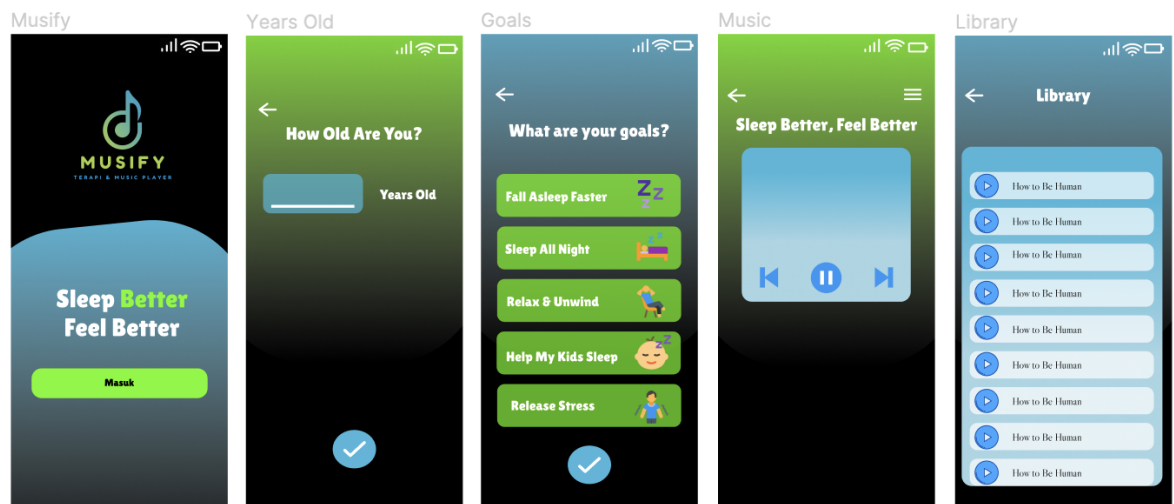 Musify
MUSIFY
TERAPI & MUSIC PLAYER
Sleep Better
Feel Better
Masuk
Years Old
How Old Are You?
Years Old
Goals
What are your goals?
Fall Asleep Faster
Sleep All Night
Relax & Unwind
Help My Kids Sleep
Release Stress
Music
Sleep Better, Feel Better
Library
Library
How to Be Human
How to Be Human
How to Be Human
How to Be Human
How to Be Human
How to Be Human
How to Be Human
How to Be Human
How to Be Human